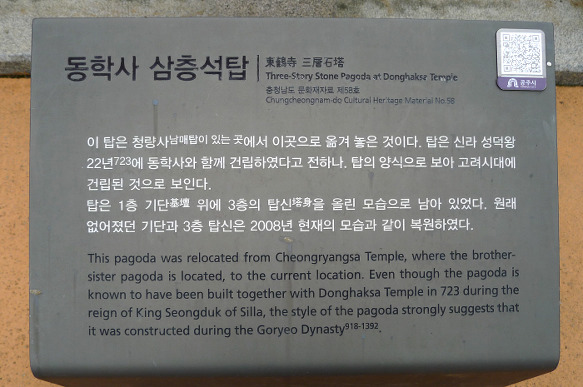 동학사 삼층석탑
東鶴寺 三層石塔
Three-Story Stone Pagoda at Donghaksa Temple
충청남도 문화재자료 제58호
Chungcheongnam-do Cultural Heritage Material No.58
공주시
이 탑은 청량사남매탑이 있는 곳에서 이곳으로 옮겨 놓은 것이다. 탑은 신라 성덕왕
22년723에 동학사와 함께 건립하였다고 전하나, 탑의 양식으로 보아 고려시대에
건립된 것으로 보인다.
탑은 1층 기단基壇 위에 3층의 탑신塔身을 올린 모습으로 남아 있었다. 원래
없어졌던 기단과 3층 탑신은 2008년 현재의 모습과 같이 복원하였다.
This pagoda was relocated from Cheongryangsa Temple, where the brother-
sister pagoda is located, to the current location. Even though the pagoda is
known to have been built together with Donghaksa Temple in 723 during the
reign of King Seongduk of Silla, the style of the pagoda strongly suggests that
it was constructed during the Goryeo Dynasty918-1392.